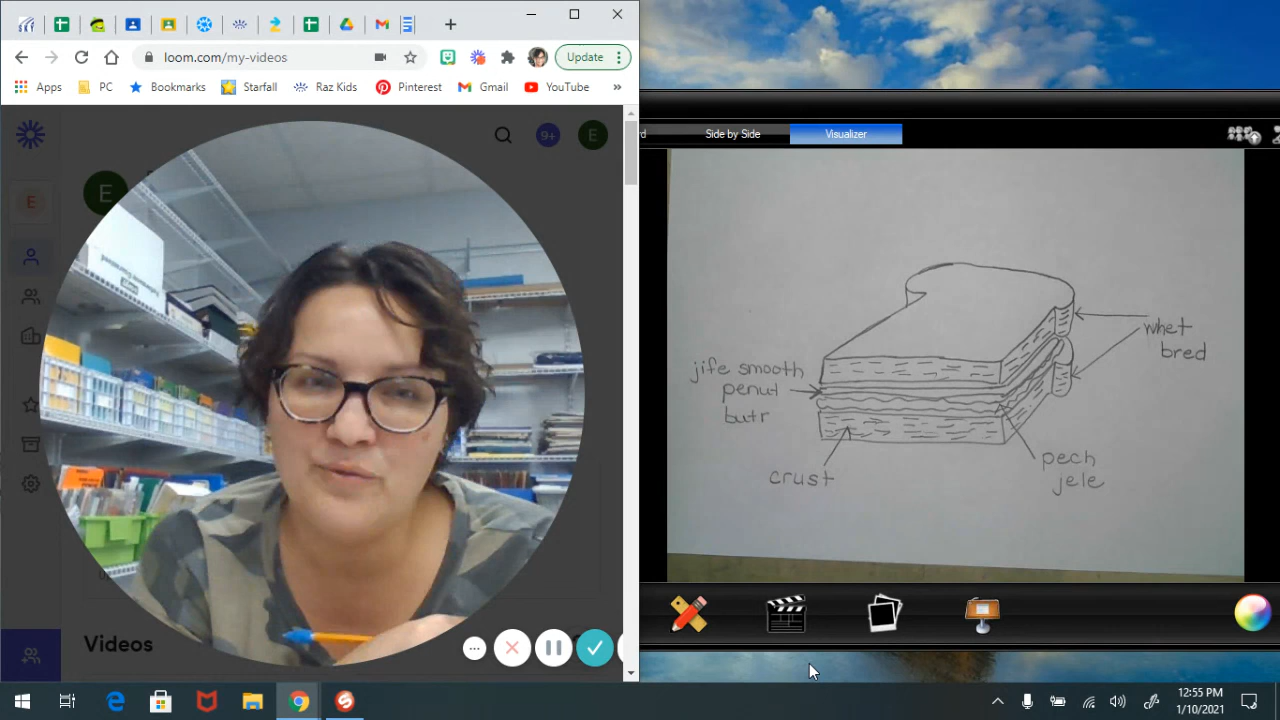 loom.com/my-videos
Update
Apps
PC
Bookmarks
Starfall
Raz Kids
Pinterest
Gmail
YouTube
»
9+
E
E
E
Videos
Side by Side
Visualizer
jife smooth
penut
butr
crust
whet
bred
pech
jele
12:55 PM
1/10/2021